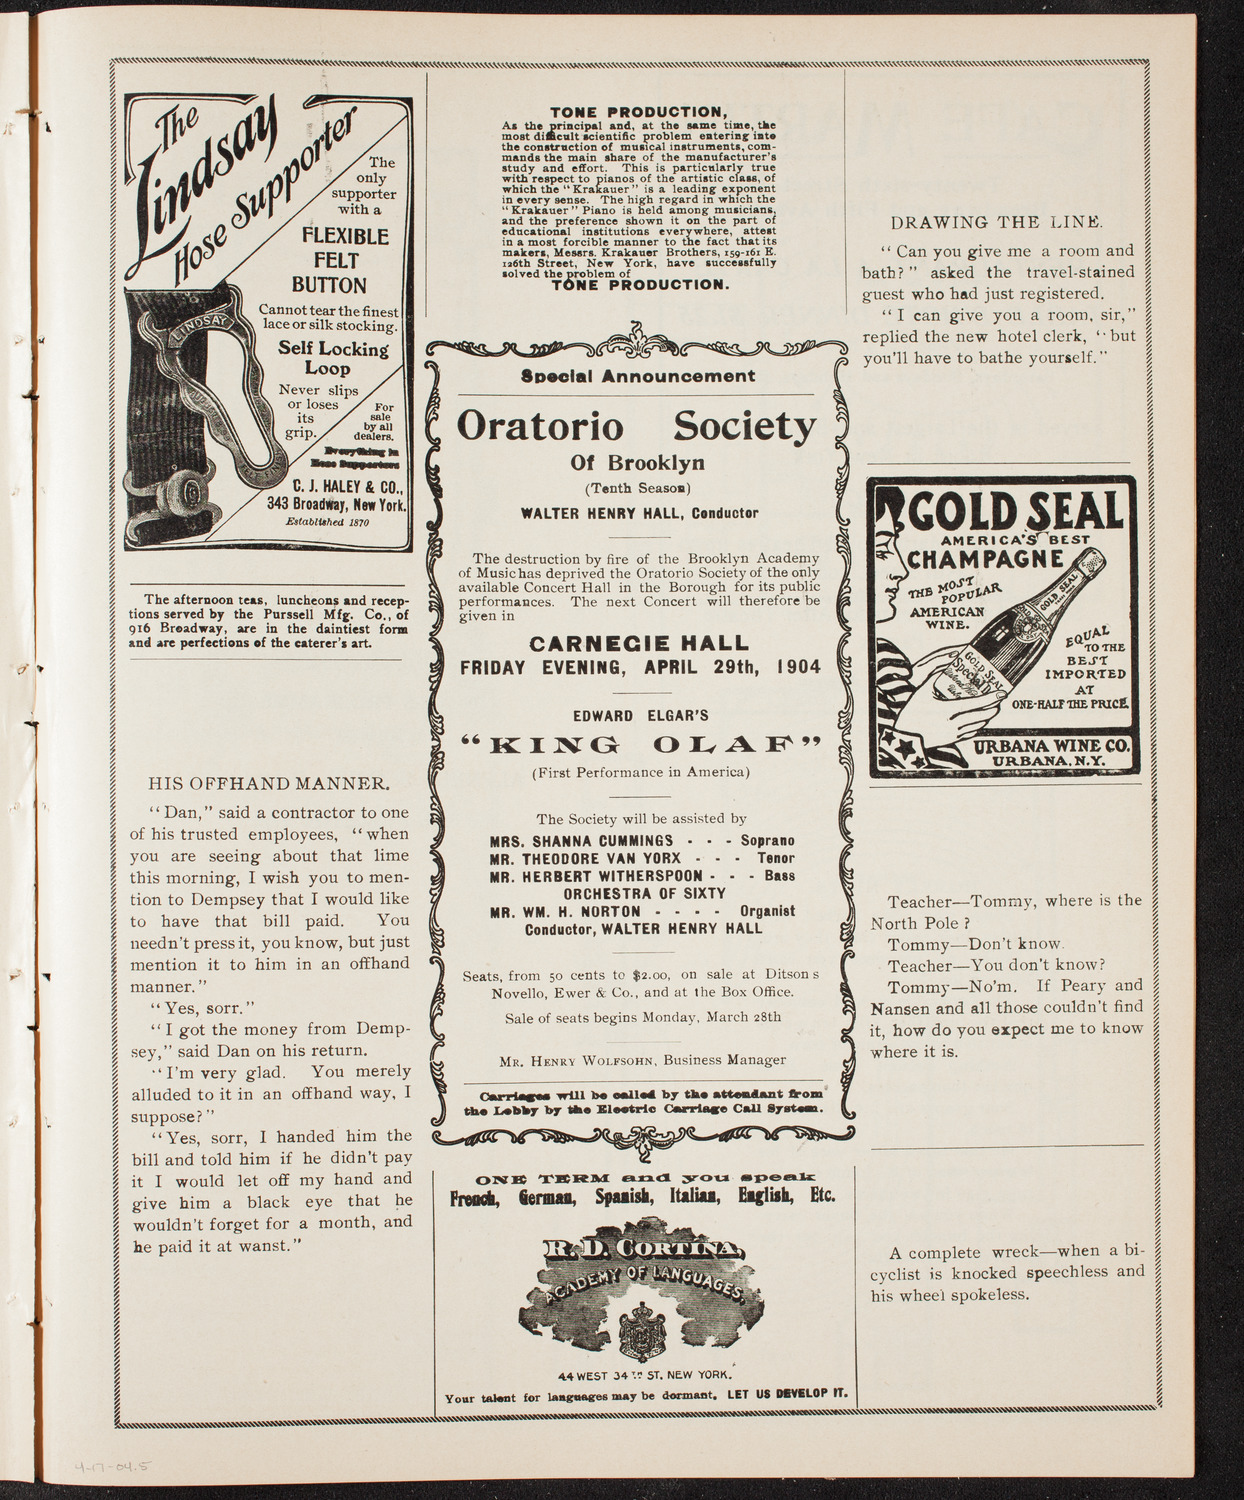 The
Lindsay
Hose Supporter
The
only
supporter
with a
FLEXIBLE
FELT
BUTTON
Cannot tear the finest
lace or silk stocking.
LINDSAY
Self Locking
Loop
Never slips
or loses
its
grip.
For
sale
by all
dealers.
Everything in
Hose Supporters
C. J. HALEY & CO.,
343 Broadway, New York.
Established 1870
The afternoon teas, luncheons and recep-
tions served by the Purssell Mfg. Co., of
916 Broadway, are in the daintiest form
and are perfections of the caterer's art.
HIS OFFHAND MANNER.
"Dan," said a contractor to one
of his trusted employees, "when
you are seeing about that lime
this morning, I wish you to men-
tion to Dempsey that I would like
to have that bill paid. You
needn't press it, you know, but just
mention it to him in an offhand
manner."
"Yes, sorr."
"I got the money from Demp-
sey," said Dan on his return.
"I'm very glad. You merely
alluded to it in an offhand way, I
suppose?"
"Yes, sorr, I handed him the
bill and told him if he didn't pay
it I would let off my hand and
give him a black eye that he
wouldn't forget for a month, and
he paid it at wanst."
TONE PRODUCTION,
As the principal and, at the same time, the
most difficult scientific problem entering into
the construction of musical instruments, com-
mands the main share of the manufacturer's
study and effort. This is particularly true
with respect to pianos of the artistic class, of
which the "Krakauer" is a leading exponent
in every sense. The high regard in which the
"Krakauer" Piano is held among musicians,
and the preference shown it on the part of
educational institutions everywhere, attest
in a most forcible manner to the fact that its
makers, Messrs. Krakauer Brothers, 159-161 E.
126th Street, New York, have successfully
solved the problem of
TONE PRODUCTION.
Special Announcement
Oratorio Society
Of Brooklyn
(Tenth Season)
WALTER HENRY HALL, Conductor
The destruction by fire of the Brooklyn Academy
of Music has deprived the Oratorio Society of the only
available Concert Hall in the Borough for its public
performances. The next Concert will therefore be
given in
CARNEGIE HALL
FRIDAY EVENING, APRIL 29th, 1904
EDWARD ELGAR'S
"KING OLAF"
(First Performance in America)
The Society will be assisted by
MRS. SHANNA CUMMINGS - - - Soprano
MR. THEODORE VAN YORX - - - Tenor
MR. HERBERT WITHERSPOON - - - Bass
ORCHESTRA OF SIXTY
MR. WM. H. NORTON - - - - Organist
Conductor, WALTER HENRY HALL
Seats, from 50 cents to $2.00, on sale at Ditsons
Novello, Ewer & Co., and at the Box Office.
Sale of seats begins Monday, March 28th
MR. HENRY WOLFSOHN, Business Manager
Carriages will be called by the attendant from
the Lobby by the Electric Carriage Call System.
ONE TERM and you speak
French, German, Spanish, Italian, English, Etc.
R. D. CORTINA,
ACADEMY OF LANGUAGES,
44 WEST 34TH ST. NEW YORK.
Your talent for languages may be dormant. LET US DEVELOP IT.
DRAWING THE LINE.
"Can you give me a room and
bath?" asked the travel-stained
guest who had just registered.
"I can give you a room, sir,"
replied the new hotel clerk, "but
you'll have to bathe yourself."
GOLD SEAL
AMERICA'S BEST
CHAMPAGNE
THE MOST
POPULAR
AMERICAN
WINE.
GOLD SEAL
GOLD SEAL
Special Dry
EQUAL
TO THE
BEST
IMPORTED
AT
ONE-HALF THE PRICE.
URBANA WINE CO.
URBANA, N.Y.
Teacher—Tommy, where is the
North Pole?
Tommy—Don't know.
Teacher—You don't know?
Tommy—No'm. If Peary and
Nansen and all those couldn't find
it, how do you expect me to know
where it is.
A complete wreck—when a bi-
cyclist is knocked speechless and
his wheel spokeless.
4-17-04.5